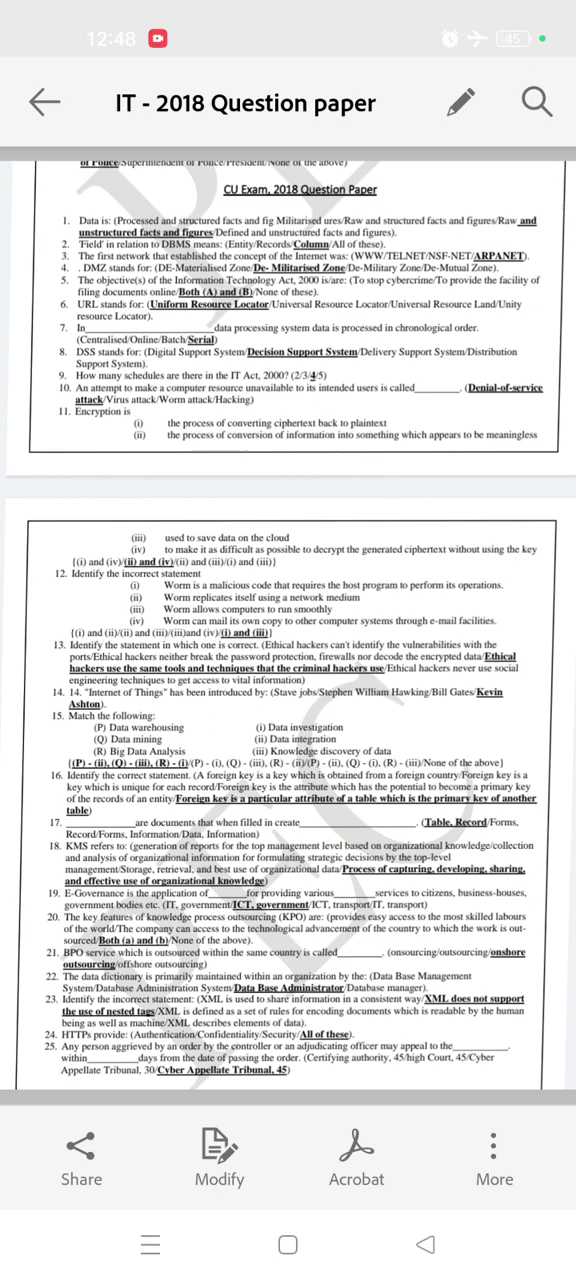 12:48
45
IT - 2018 Question paper
of Police/Superintendent of Police/President/None of the above)
CU Exam, 2018 Question Paper
1. Data is: (Processed and structured facts and fig Militarised ures/Raw and structured facts and figures/Raw and
unstructured facts and figures/Defined and unstructured facts and figures).
2. 'Field' in relation to DBMS means: (Entity/Records/Column/All of these).
3. The first network that established the concept of the Internet was: (WWW/TELNET/NSF-NET/ARPANET).
4. . DMZ stands for: (DE-Materialised Zone/De- Militarised Zone/De-Military Zone/De-Mutual Zone).
5. The objective(s) of the Information Technology Act, 2000 is/are: (To stop cybercrime/To provide the facility of
filing documents online/Both (A) and (B)/None of these).
6. URL stands for: (Uniform Resource Locator/Universal Resource Locator/Universal Resource Land/Unity
resource Locator).
7. In____________________data processing system data is processed in chronological order.
(Centralised/Online/Batch/Serial)
8. DSS stands for: (Digital Support System/Decision Support System/Delivery Support System/Distribution
Support System).
9. How many schedules are there in the IT Act, 2000? (2/3/4/5)
10. An attempt to make a computer resource unavailable to its intended users is called_______. (Denial-of-service
attack/Virus attack/Worm attack/Hacking)
11. Encryption is
(i) the process of converting ciphertext back to plaintext
(ii) the process of conversion of information into something which appears to be meaningless
(iii) used to save data on the cloud
(iv) to make it as difficult as possible to decrypt the generated ciphertext without using the key
{(i) and (iv)/(ii) and (iv)/(ii) and (iii)/(i) and (iii)}
12. Identify the incorrect statement
(i) Worm is a malicious code that requires the host program to perform its operations.
(ii) Worm replicates itself using a network medium
(iii) Worm allows computers to run smoothly
(iv) Worm can mail its own copy to other computer systems through e-mail facilities.
{(i) and (ii)/(ii) and (iii)/(iii)and (iv)/(i) and (iii)}
13. Identify the statement in which one is correct. (Ethical hackers can't identify the vulnerabilities with the
ports/Ethical hackers neither break the password protection, firewalls nor decode the encrypted data/Ethical
hackers use the same tools and techniques that the criminal hackers use/Ethical hackers never use social
engineering techniques to get access to vital information)
14. 14. "Internet of Things" has been introduced by: (Stave jobs/Stephen William Hawking/Bill Gates/Kevin
Ashton).
15. Match the following:
(P) Data warehousing (i) Data investigation
(Q) Data mining (ii) Data integration
(R) Big Data Analysis (iii) Knowledge discovery of data
{(P) - (ii), (Q) - (iii), (R) - (i)/(P) - (i), (Q) - (iii), (R) - (ii)/(P) - (ii), (Q) - (i), (R) - (iii)/None of the above}
16. Identify the correct statement. (A foreign key is a key which is obtained from a foreign country/Foreign key is a
key which is unique for each record/Foreign key is the attribute which has the potential to become a primary key
of the records of an entity/Foreign key is a particular attribute of a table which is the primary key of another
table)
17. __________are documents that when filled in create_________________. (Table, Record/Forms,
Record/Forms, Information/Data, Information)
18. KMS refers to: (generation of reports for the top management level based on organizational knowledge/collection
and analysis of organizational information for formulating strategic decisions by the top-level
management/Storage, retrieval, and best use of organizational data/Process of capturing, developing, sharing,
and effective use of organizational knowledge)
19. E-Governance is the application of______for providing various______services to citizens, business-houses,
government bodies etc. (IT, government/ICT, government/ICT, transport/IT, transport)
20. The key features of knowledge process outsourcing (KPO) are: (provides easy access to the most skilled labours
of the world/The company can access to the technological advancement of the country to which the work is out-
sourced/Both (a) and (b)/None of the above).
21. BPO service which is outsourced within the same country is called_______. (onsourcing/outsourcing/onshore
outsourcing/offshore outsourcing)
22. The data dictionary is primarily maintained within an organization by the: (Data Base Management
System/Database Administration System/Data Base Administrator/Database manager).
23. Identify the incorrect statement: (XML is used to share information in a consistent way/XML does not support
the use of nested tags/XML is defined as a set of rules for encoding documents which is readable by the human
being as well as machine/XML describes elements of data).
24. HTTPs provide: (Authentication/Confidentiality/Security/All of these).
25. Any person aggrieved by an order by the controller or an adjudicating officer may appeal to the_________.
within________days from the date of passing the order. (Certifying authority, 45/high Court, 45/Cyber
Appellate Tribunal, 30/Cyber Appellate Tribunal, 45)
Share
Modify
Acrobat
More